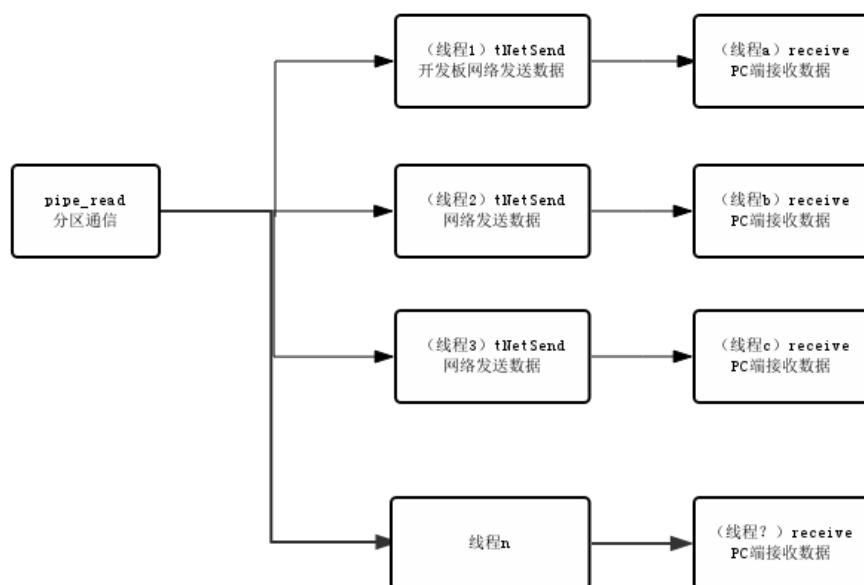 （线程1）tNetSend
开发板网络发送数据
（线程a）receive
PC端接收数据
pipe_read
分区通信
（线程2）tNetSend
网络发送数据
（线程b）receive
PC端接收数据
（线程3）tNetSend
网络发送数据
（线程c）receive
PC端接收数据
线程n
（线程？）receive
PC端接收数据